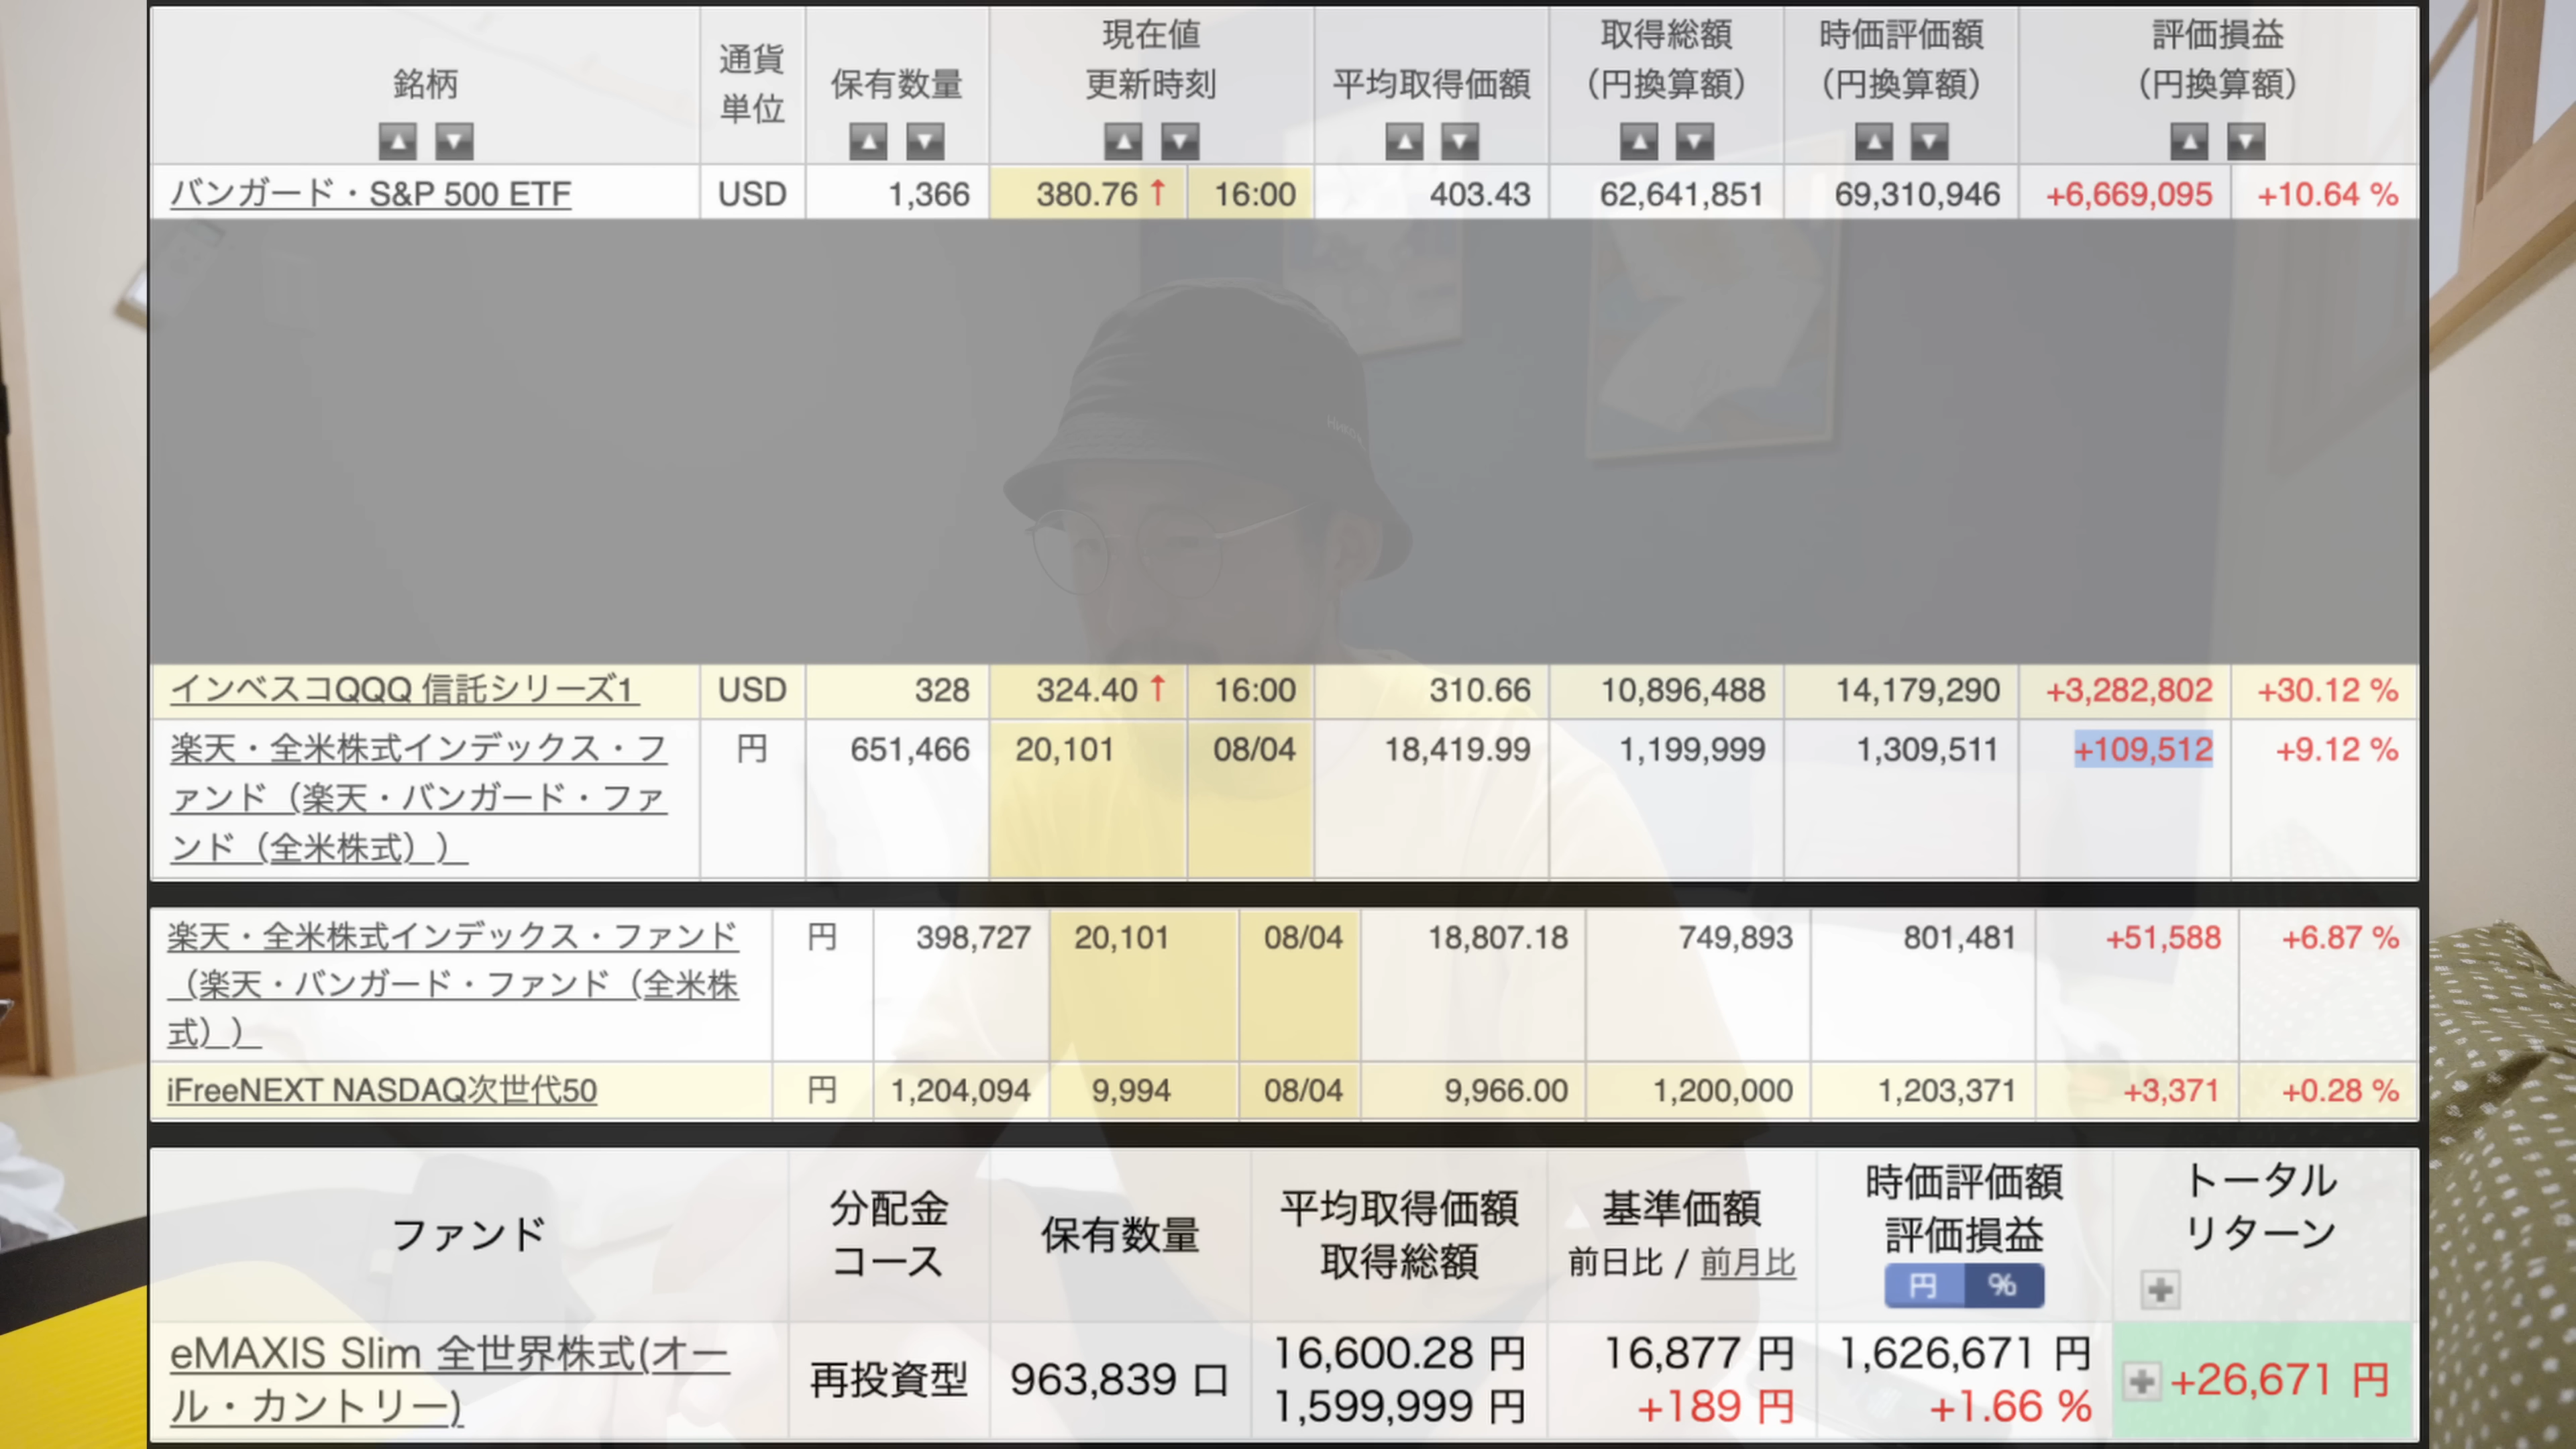 銘柄 通貨単位 保有数量 現在値 更新時刻 平均取得価額 取得総額（円換算額） 時価評価額（円換算額） 評価損益（円換算額）
バンガード・S&P 500 ETF USD 1,366 380.76 ↑ 16:00 403.43 62,641,851 69,310,946 +6,669,095 +10.64 %
インベスコQQQ 信託シリーズ1 USD 328 324.40 ↑ 16:00 310.66 10,896,488 14,179,290 +3,282,802 +30.12 %
楽天・全米株式インデックス・フ 円 651,466 20,101 08/04 18,419.99 1,199,999 1,309,511 +109,512 +9.12 %
ァンド（楽天・バンガード・ファ
ンド（全米株式））
楽天・全米株式インデックス・ファンド 円 398,727 20,101 08/04 18,807.18 749,893 801,481 +51,588 +6.87 %
（楽天・バンガード・ファンド（全米株
式））
iFreeNEXT NASDAQ次世代50 円 1,204,094 9,994 08/04 9,966.00 1,200,000 1,203,371 +3,371 +0.28 %
ファンド 分配金コース 保有数量 平均取得価額 取得総額 基準価額 前日比 / 前月比 時価評価額 評価損益 円 % トータルリターン
eMAXIS Slim 全世界株式(オー 再投資型 963,839 口 16,600.28 円 16,877 円 1,626,671 円 +26,671 円
ル・カントリー) 1,599,999 円 +189 円 +1.66 %